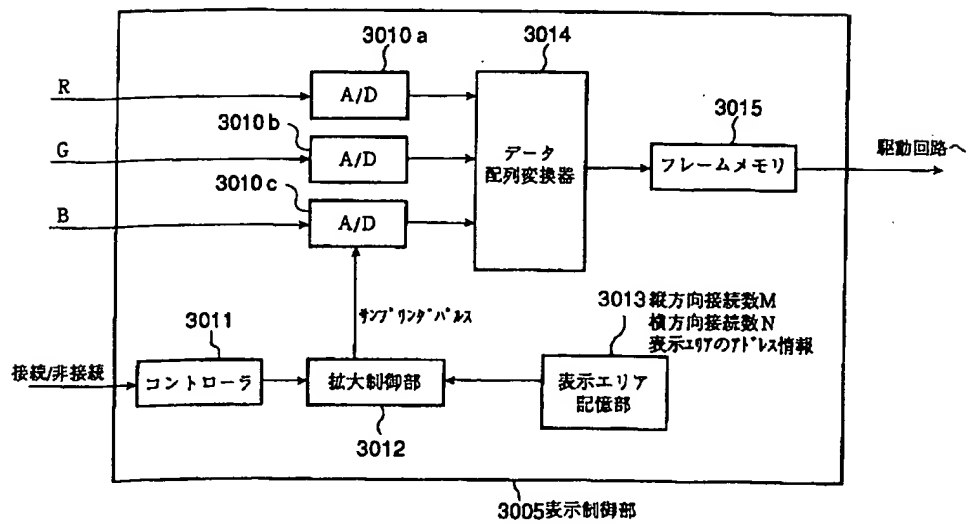 3010a
3014
R
A/D
3015
3010b
G
A/D
データ
配列変換器
フレームメモリ
駆動回路へ
3010c
B
A/D
サンプリングパルス
3013 縦方向接続数M
横方向接続数N
表示エリアのアドレス情報
3011
接続/非接続
コントローラ
拡大制御部
表示エリア
記憶部
3012
3005表示制御部